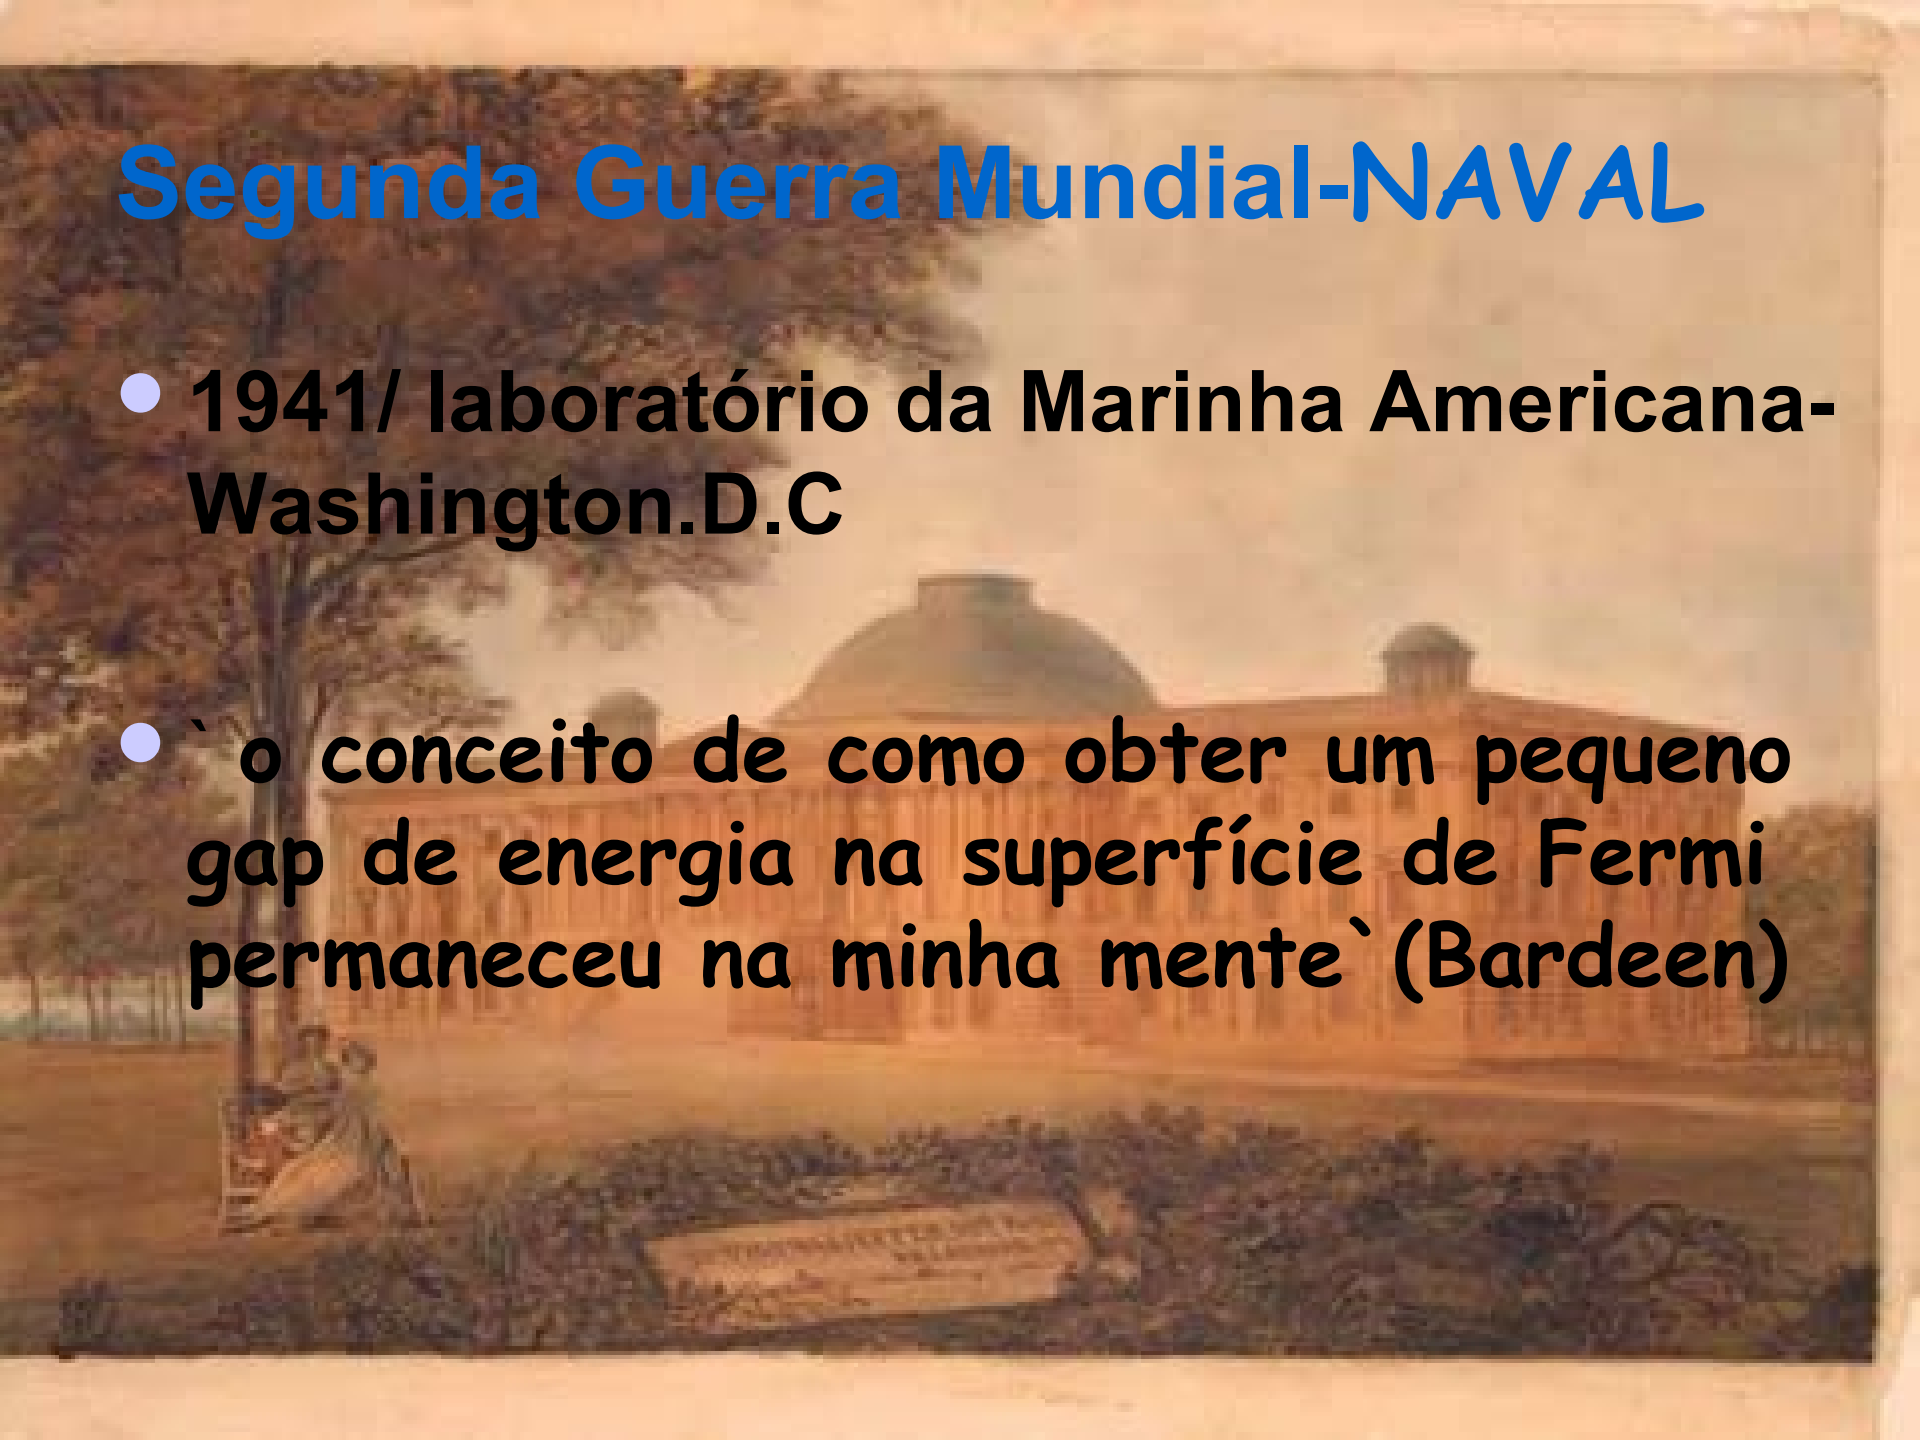 Segunda Guerra Mundial-NAVAL
1941/ laboratório da Marinha Americana-
Washington.D.C
`o conceito de como obter um pequeno
gap de energia na superfície de Fermi
permaneceu na minha mente`(Bardeen)